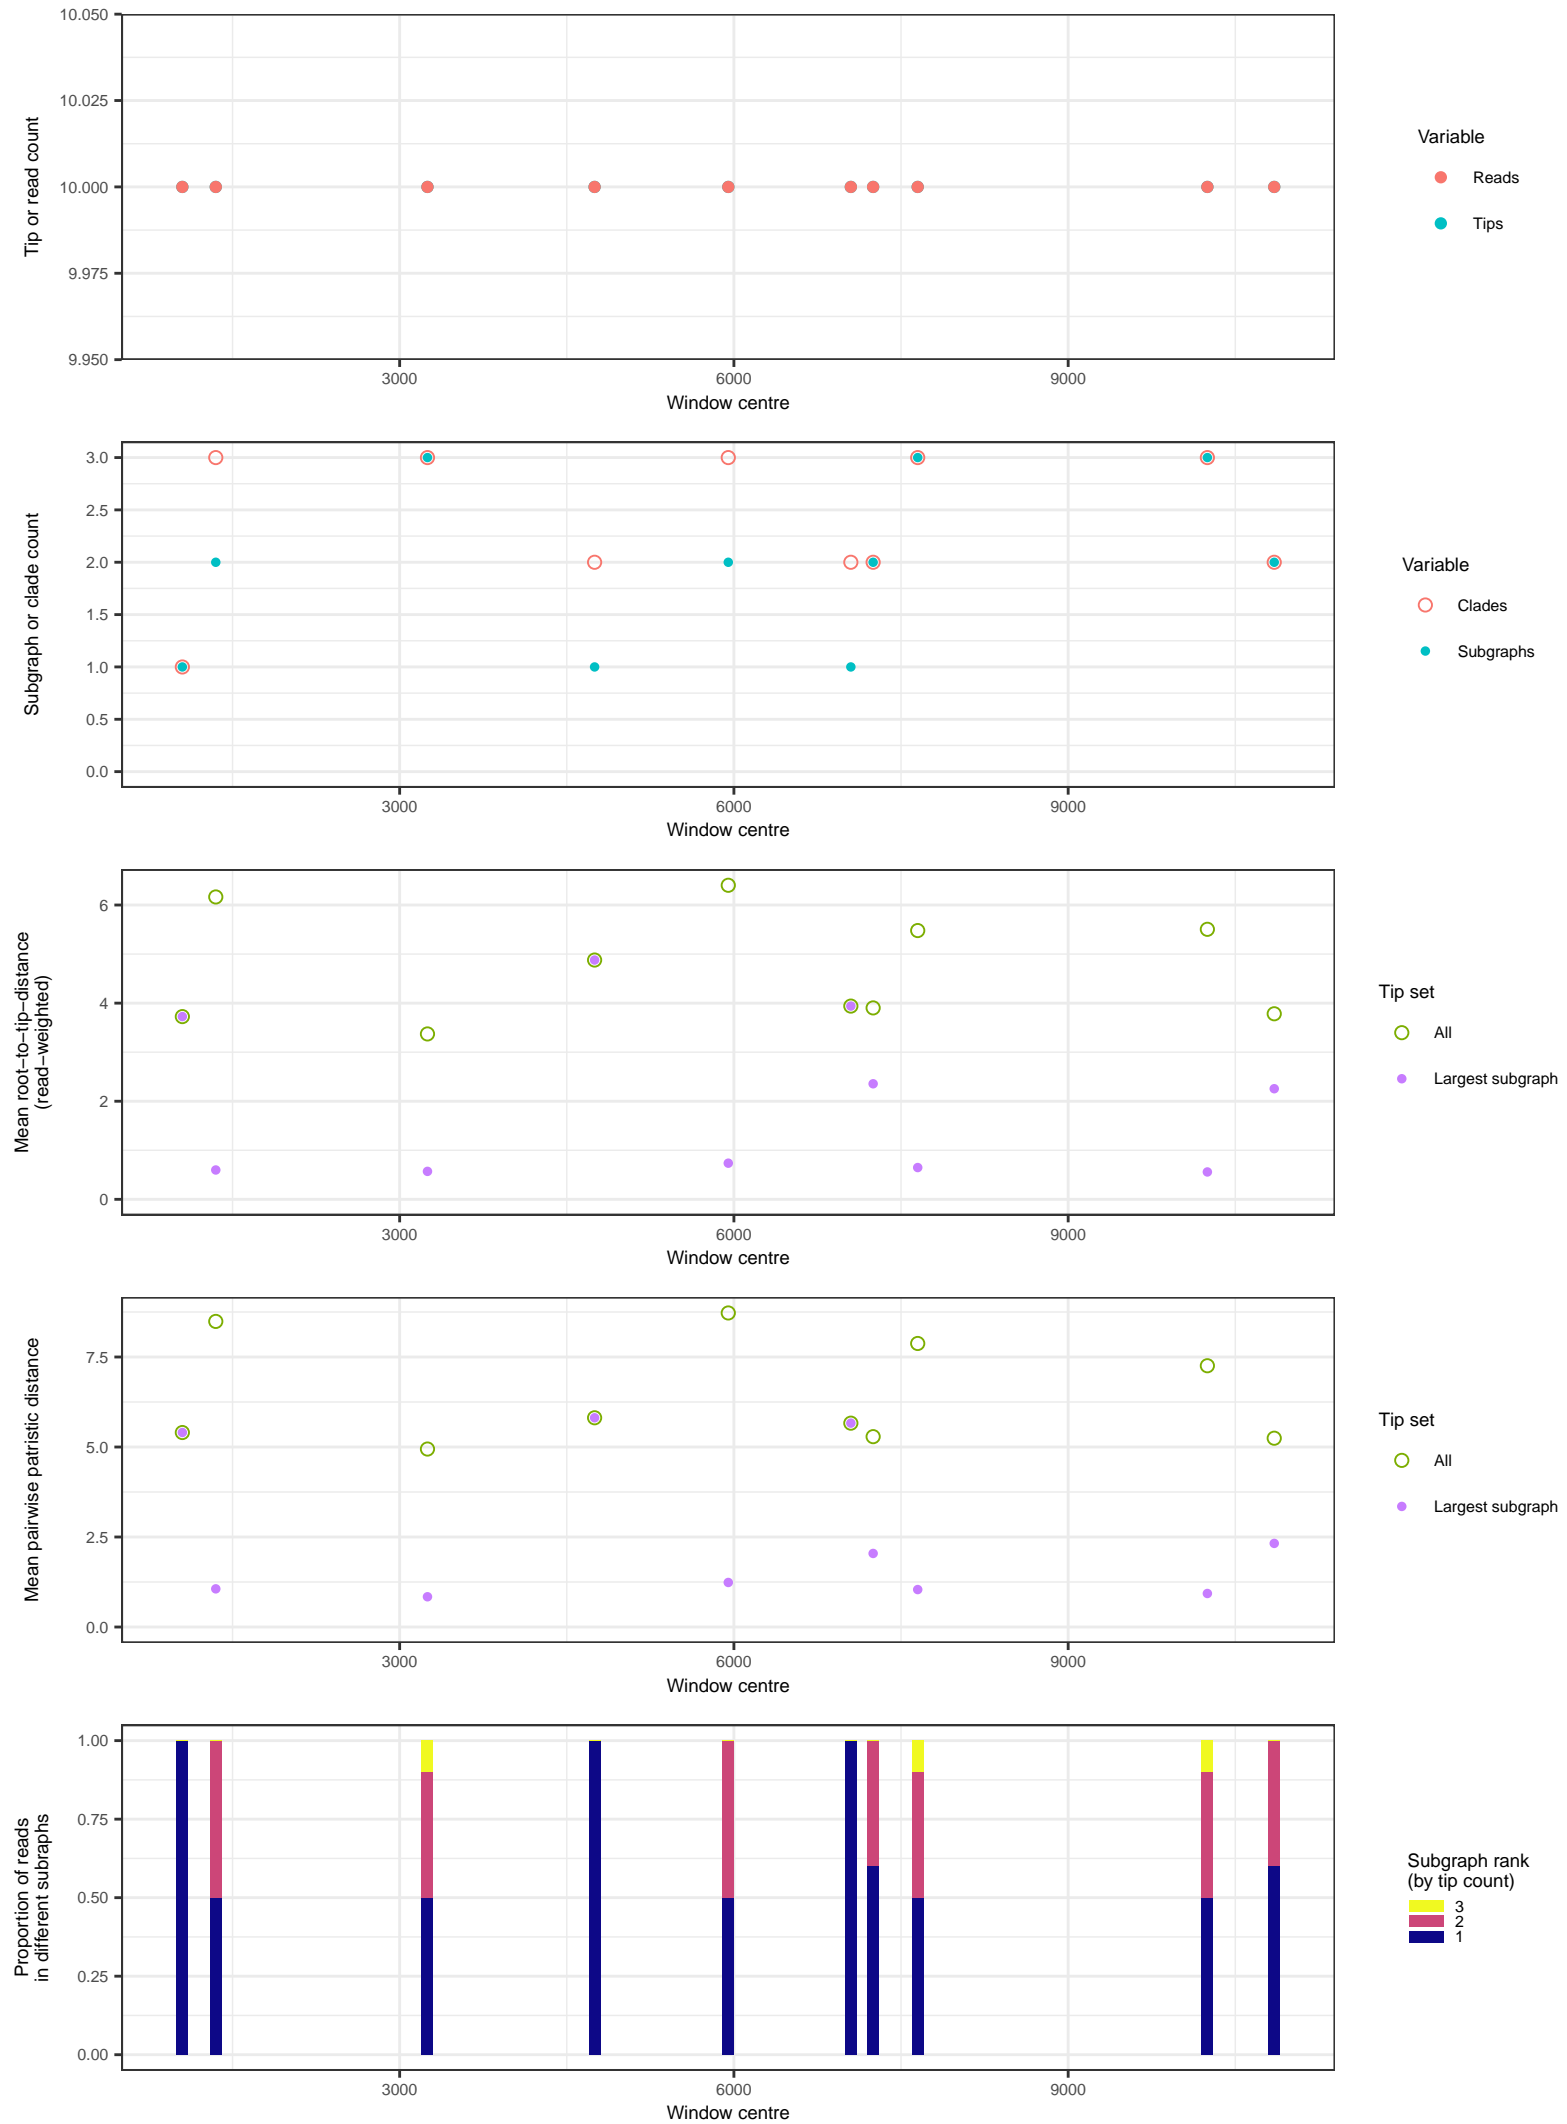 10.050
10.025
10.000
9.975
9.950
Tip or read count
3000 6000 9000
Window centre
Variable
Reads
Tips
3.0
2.5
2.0
1.5
1.0
0.5
0.0
Subgraph or clade count
3000 6000 9000
Window centre
Variable
Clades
Subgraphs
6
4
2
0
Mean root−to−tip−distance
(read−weighted)
3000 6000 9000
Window centre
Tip set
All
Largest subgraph
7.5
5.0
2.5
0.0
Mean pairwise patristic distance
3000 6000 9000
Window centre
Tip set
All
Largest subgraph
1.00
0.75
0.50
0.25
0.00
Proportion of reads
in different subraphs
3000 6000 9000
Window centre
Subgraph rank
(by tip count)
3
2
1